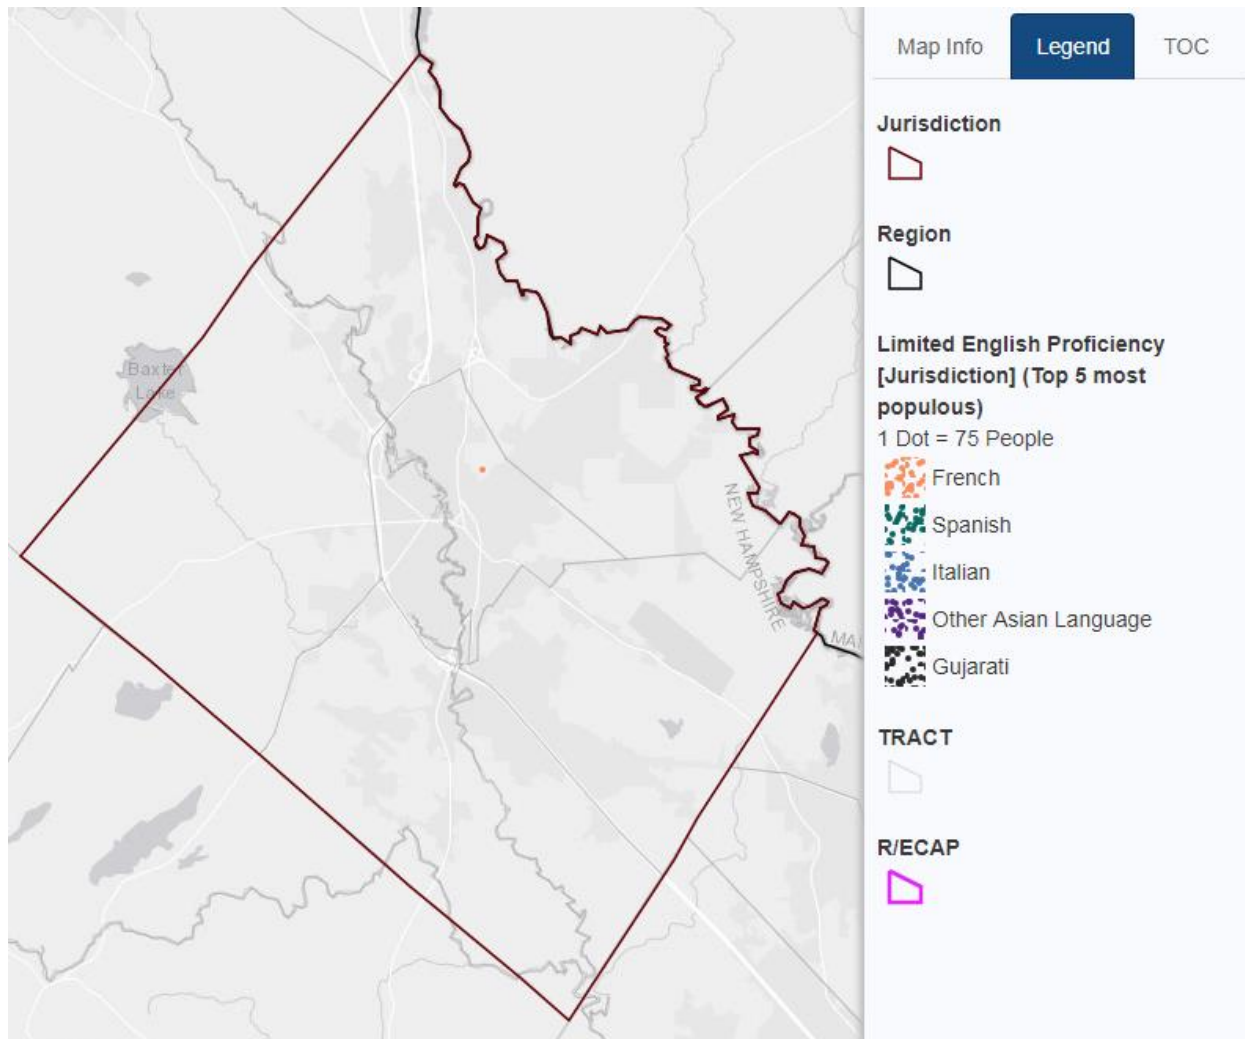 Map Info Legend TOC
Jurisdiction
Region
Limited English Proficiency
[Jurisdiction] (Top 5 most
populous)
1 Dot = 75 People
French
Spanish
Italian
Other Asian Language
Gujarati
TRACT
R/ECAP
Baxter
Lake
NEW HAMPSHIRE
MAI